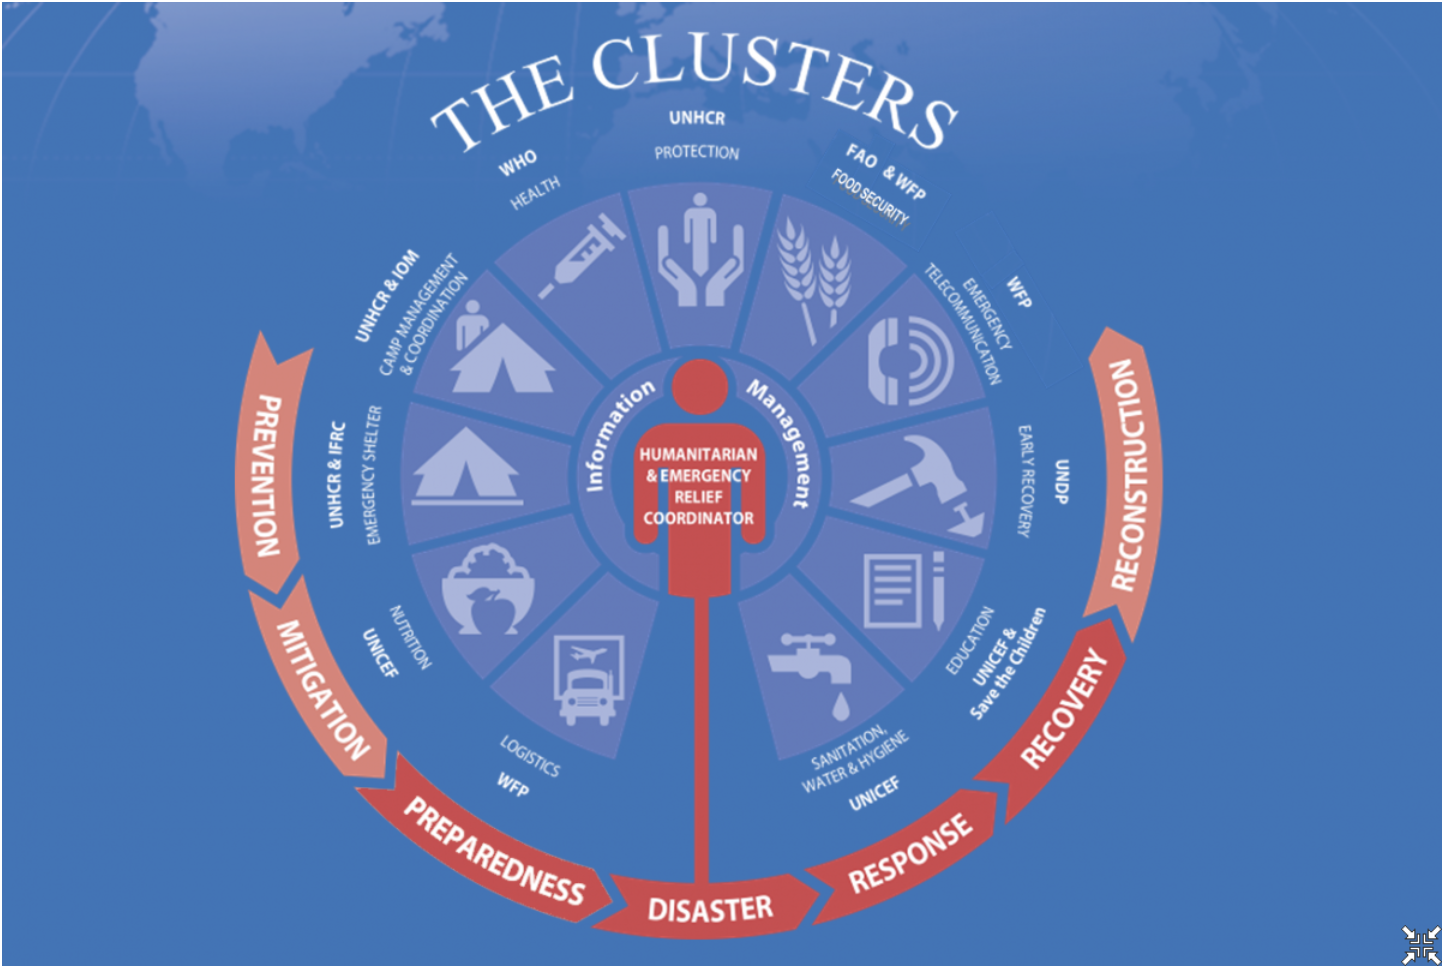 THE CLUSTERS
UNHCR
PROTECTION
FAO & WFP
FOOD SECURITY
WFP
EMERGENCY
TELECOMMUNICATION
UNDP
EARLY RECOVERY
EDUCATION
UNICEF &
Save the Children
SANITATION,
WATER & HYGIENE
UNICEF
LOGISTICS
WFP
NUTRITION
UNICEF
UNHCR & IFRC
EMERGENCY SHELTER
UNHCR & IOM
CAMP MANAGEMENT
& COORDINATION
WHO
HEALTH
Information
Management
HUMANITARIAN
& EMERGENCY
RELIEF
COORDINATOR
PREVENTION
MITIGATION
PREPAREDNESS
DISASTER
RESPONSE
RECOVERY
RECONSTRUCTION